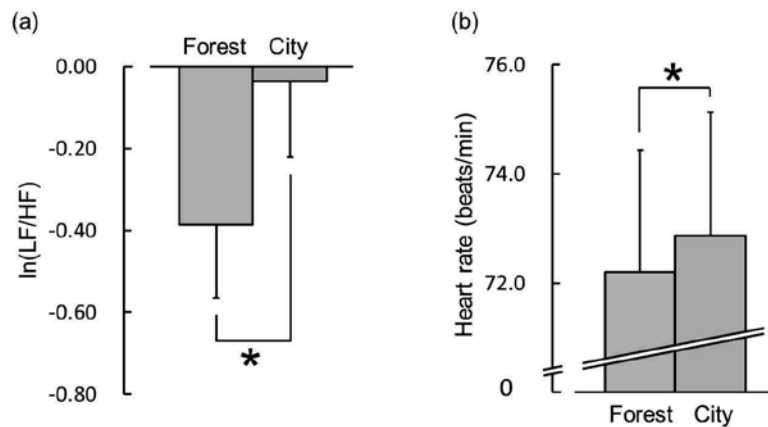 (a)
Forest City
0.00
-0.20
-0.40
-0.60
-0.80
ln(LF/HF)
*
(b)
76.0
74.0
72.0
0
Heart rate (beats/min)
*
Forest City